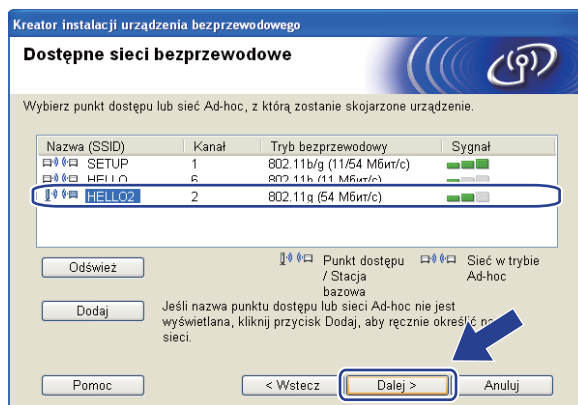 Kreator instalacji urządzenia bezprzewodowego
Dostępne sieci bezprzewodowe
Wybierz punkt dostępu lub sieć Ad-hoc, z którą zostanie skojarzone urządzenie.
Nazwa (SSID) Kanał Tryb bezprzewodowy Sygnał
SETUP 1 802.11b/g (11/54 Мбит/с)
HELLO 6 802.11b (11 Мбит/с)
HELLO2 2 802.11g (54 Мбит/с)
Odśwież
Punkt dostępu / Stacja bazowa
Sieć w trybie Ad-hoc
Dodaj
Jeśli nazwa punktu dostępu lub sieci Ad-hoc nie jest
wyświetlana, kliknij przycisk Dodaj, aby ręcznie określić
sieci.
Pomoc < Wstecz Dalej > Anuluj